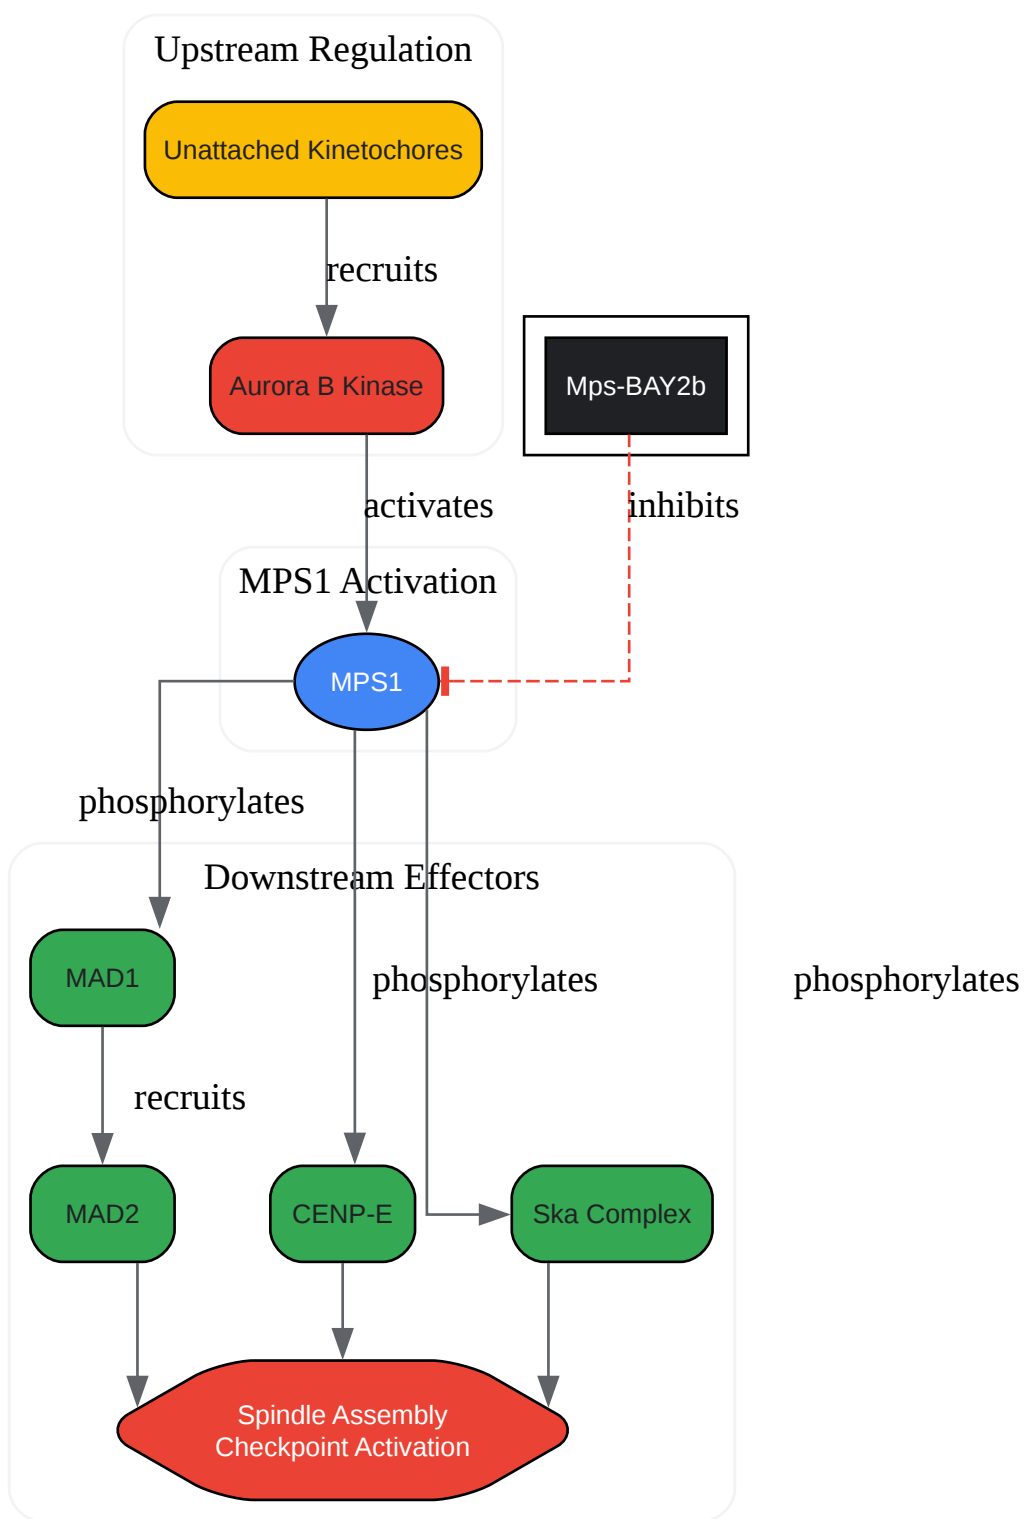 Upstream Regulation
Unattached Kinetochores
recruits
Aurora B Kinase
Mps-BAY2b
activates
inhibits
MPS1 Activation
MPS1
phosphorylates
Downstream Effectors
MAD1
phosphorylates
phosphorylates
recruits
MAD2
CENP-E
Ska Complex
Spindle Assembly
Checkpoint Activation